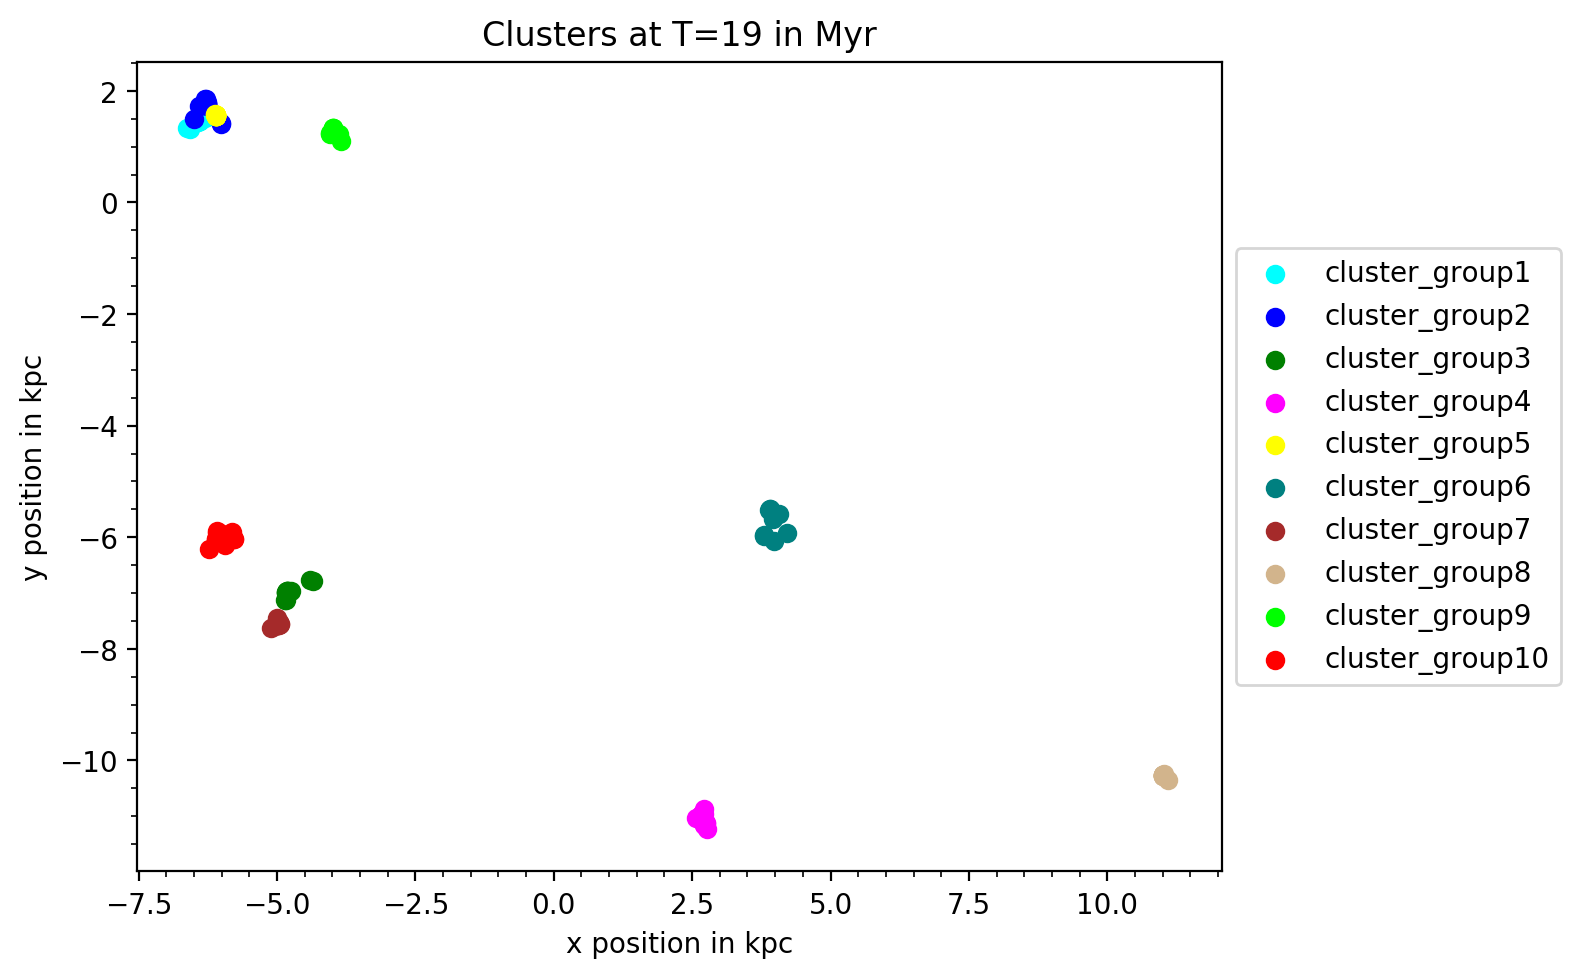 Clusters at T=19 in Myr
2
0
−2
−4
−6
−8
−10
y position in kpc
−7.5 −5.0 −2.5 0.0 2.5 5.0 7.5 10.0
x position in kpc
cluster_group1
cluster_group2
cluster_group3
cluster_group4
cluster_group5
cluster_group6
cluster_group7
cluster_group8
cluster_group9
cluster_group10